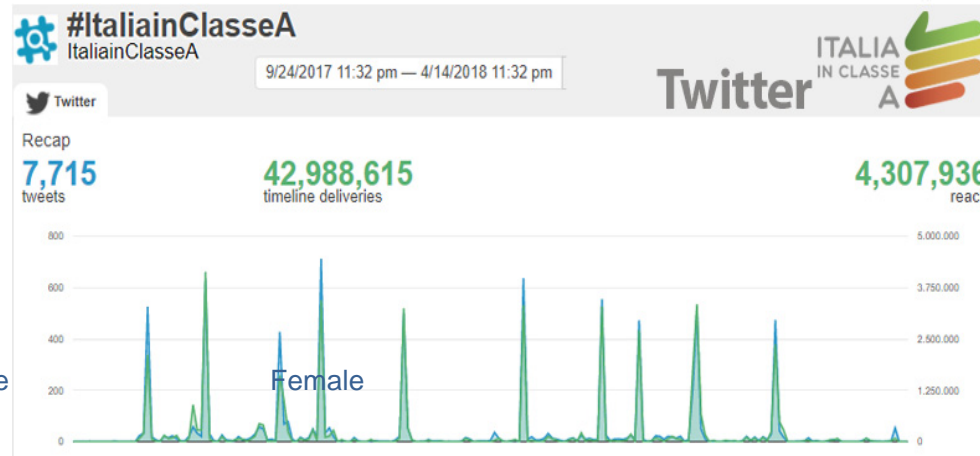 #ItaliainClasseA
ItaliainClasseA
9/24/2017 11:32 pm — 4/14/2018 11:32 pm
Twitter
ITALIA
IN CLASSE
A
Twitter
Recap
7,715
tweets
42,988,615
timeline deliveries
4,307,936
reac
800
5.000.000
600
3.750.000
400
2.500.000
e
Female
200
1.250.000
0
0